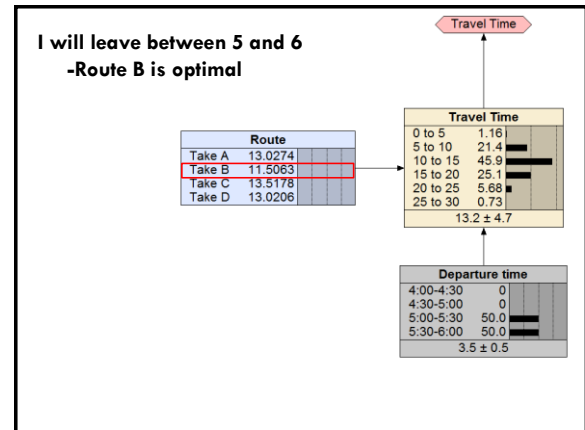 I will leave between 5 and 6
-Route B is optimal
Travel Time
Travel Time
0 to 5 1.16
5 to 10 21.4
10 to 15 45.9
15 to 20 25.1
20 to 25 5.68
25 to 30 0.73
13.2 ± 4.7
Route
Take A 13.0274
Take B 11.5063
Take C 13.5178
Take D 13.0206
Departure time
4:00-4:30 0
4:30-5:00 0
5:00-5:30 50.0
5:30-6:00 50.0
3.5 ± 0.5